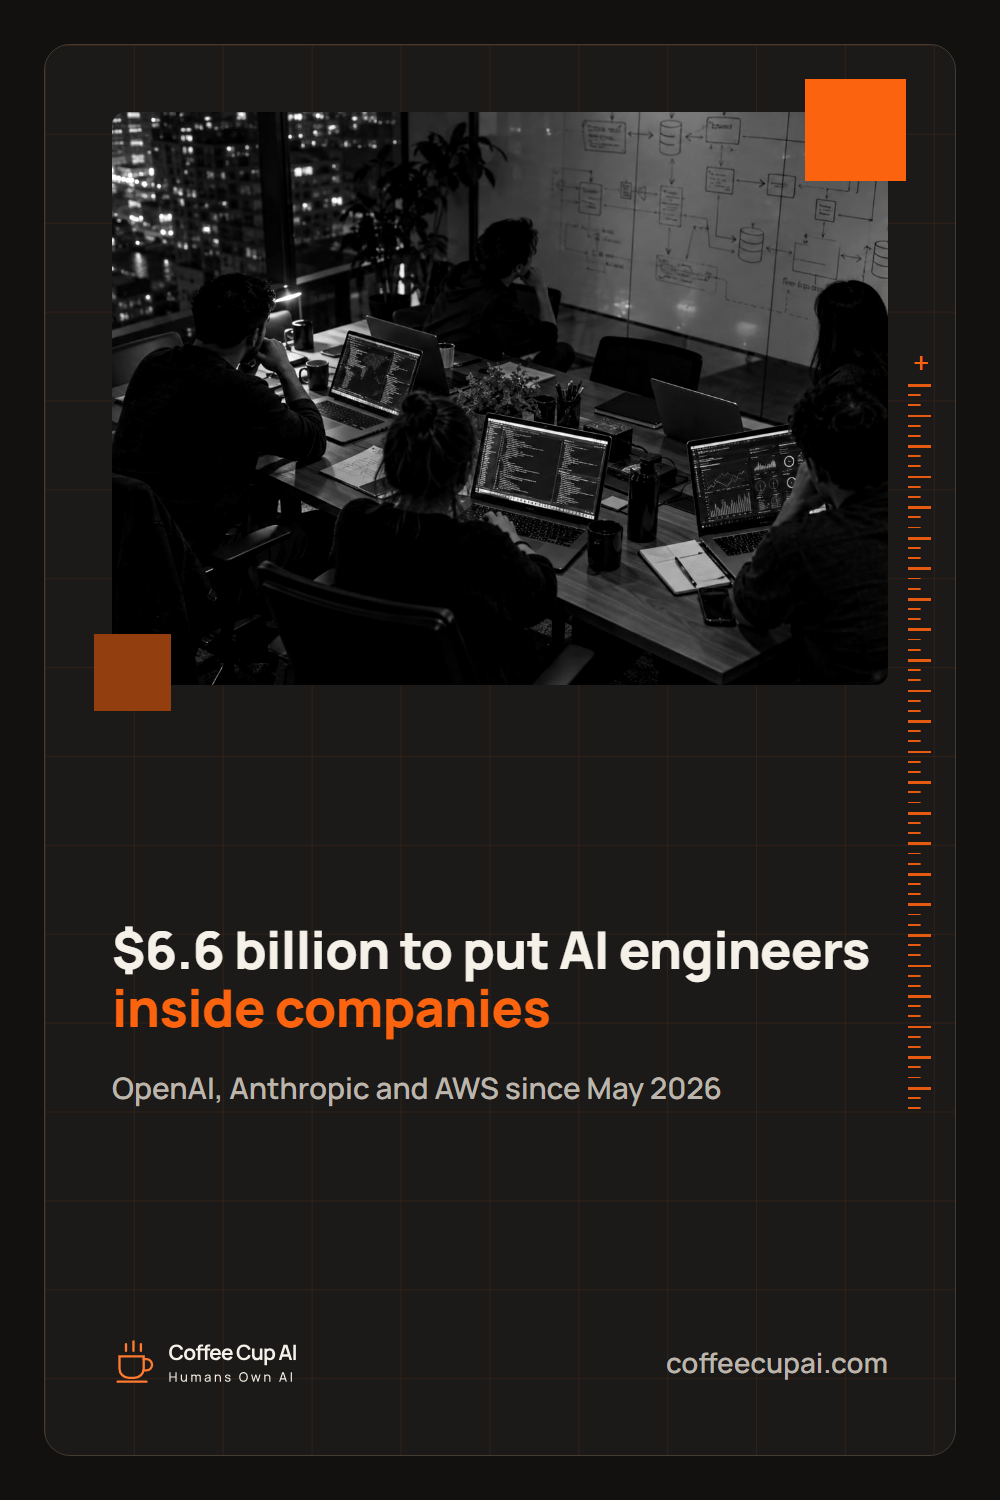 $6.6 billion to put AI engineers
inside companies
OpenAI, Anthropic and AWS since May 2026
Coffee Cup AI
Humans Own AI
coffeecupai.com